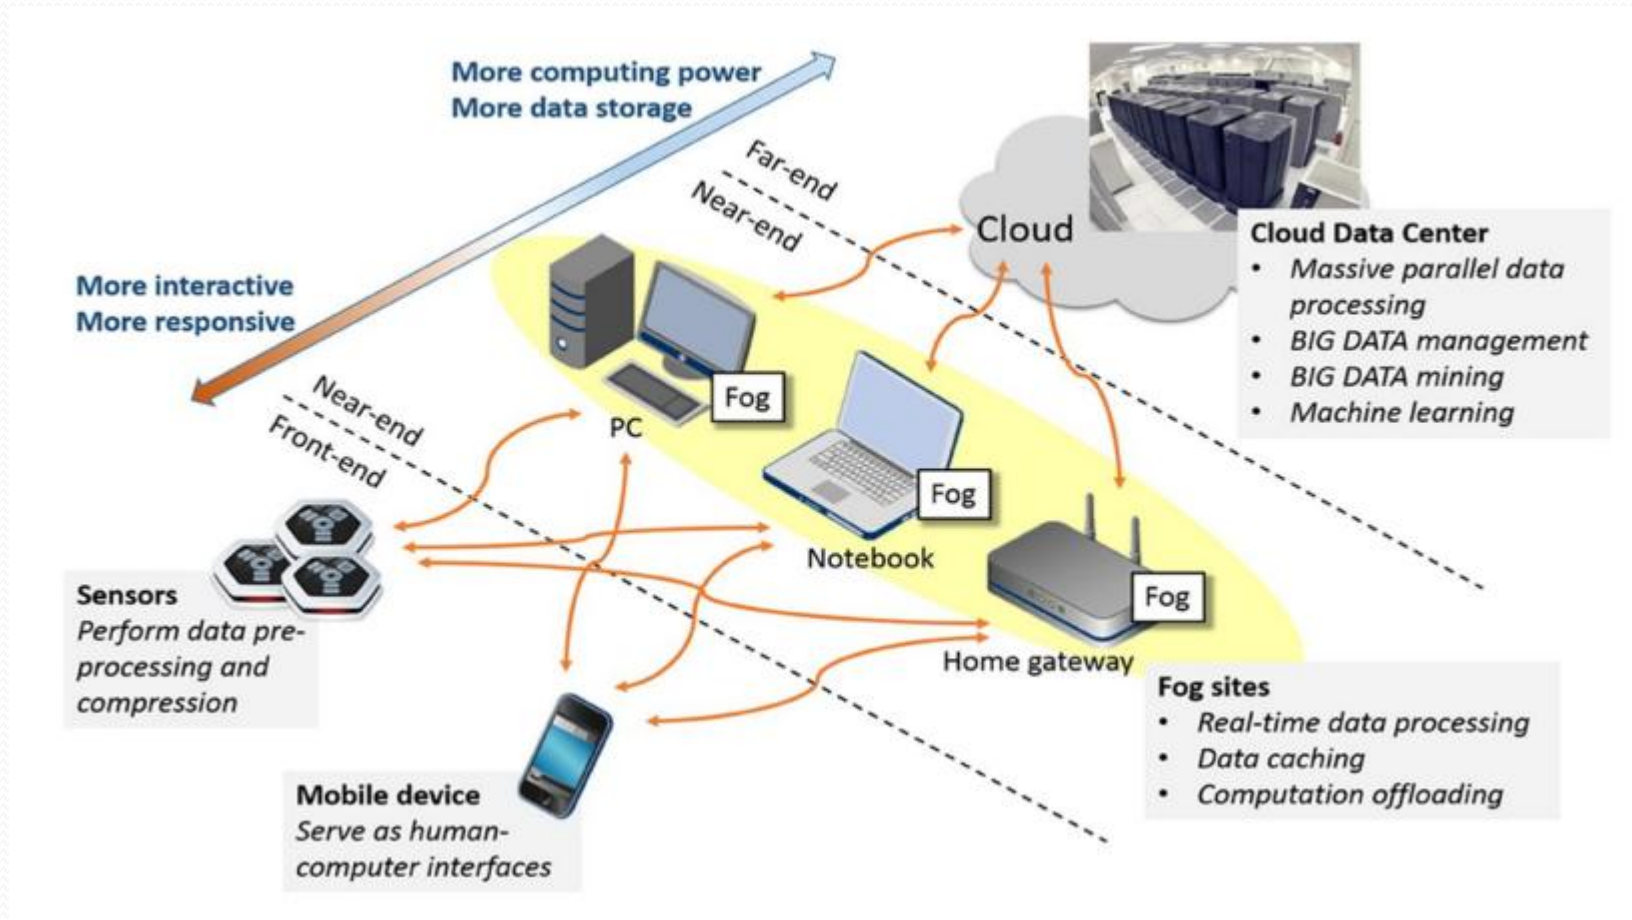 More computing power
More data storage
More interactive
More responsive
Far-end
Near-end
Near-end
Front-end
Cloud
Cloud Data Center
• Massive parallel data
processing
• BIG DATA management
• BIG DATA mining
• Machine learning
Fog
PC
Fog
Notebook
Fog
Home gateway
Sensors
Perform data pre-
processing and
compression
Mobile device
Serve as human-
computer interfaces
Fog sites
• Real-time data processing
• Data caching
• Computation offloading